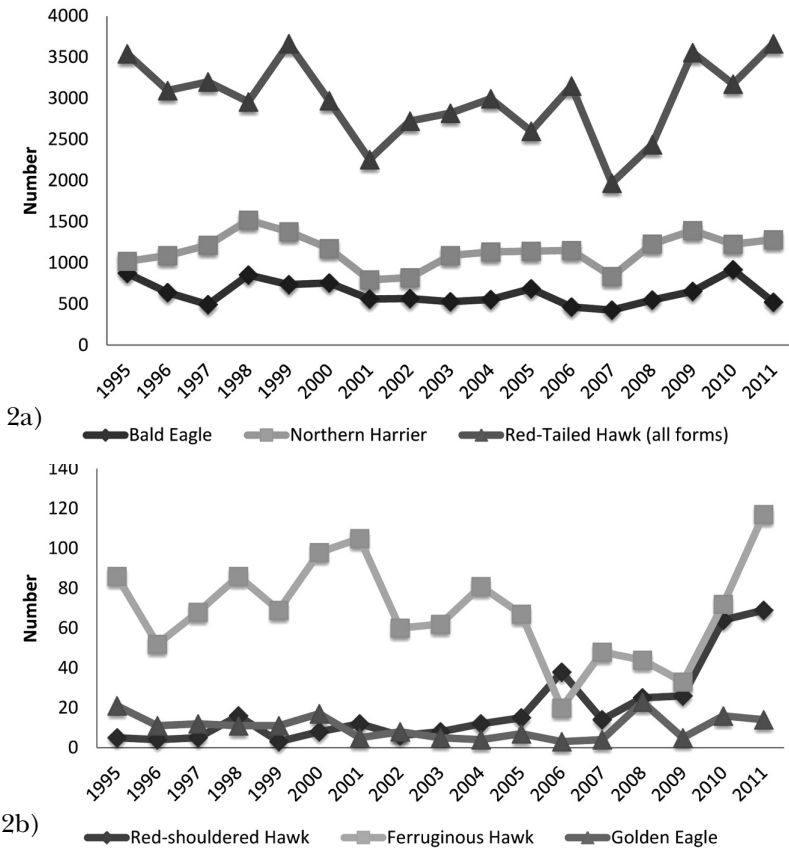 4000
3500
3000
2500
2000
1500
1000
500
0
Number
1995 1996 1997 1998 1999 2000 2001 2002 2003 2004 2005 2006 2007 2008 2009 2010 2011
2a)
Bald Eagle Northern Harrier Red-Tailed Hawk (all forms)
140
120
100
80
60
40
20
0
Number
1995 1996 1997 1998 1999 2000 2001 2002 2003 2004 2005 2006 2007 2008 2009 2010 2011
2b)
Red-shouldered Hawk Ferruginous Hawk Golden Eagle